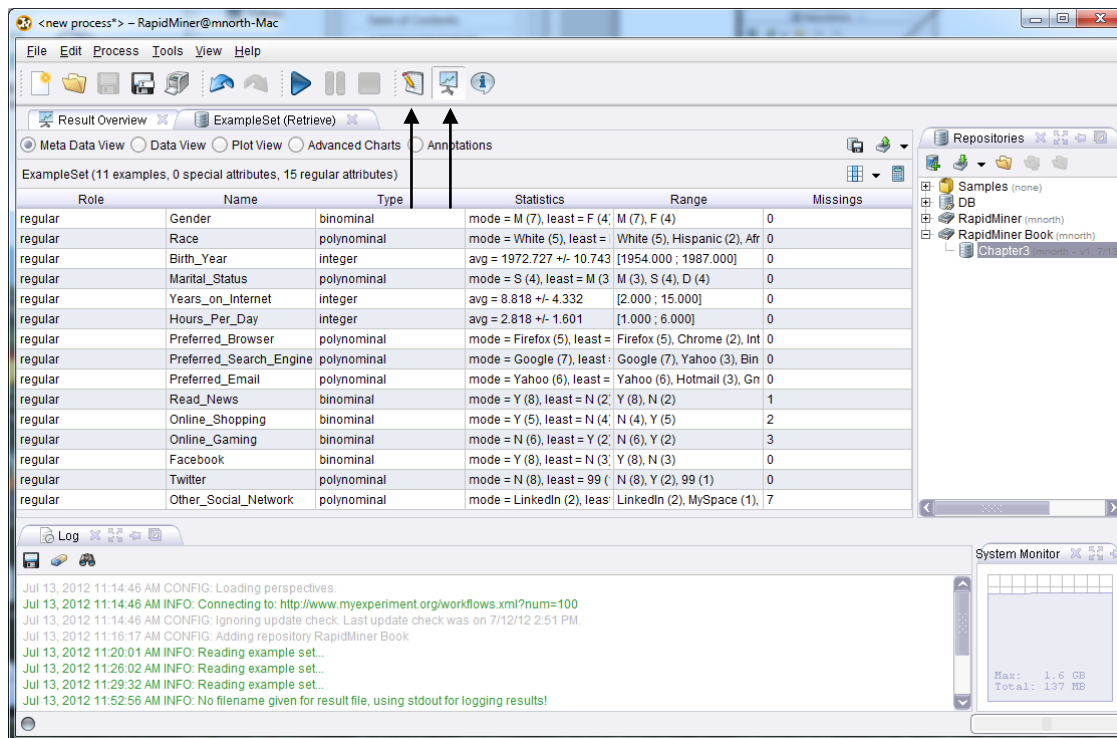 <new process*> – RapidMiner@mnorth-Mac
File Edit Process Tools View Help
Result Overview ExampleSet (Retrieve)
Meta Data View Data View Plot View Advanced Charts Annotations
ExampleSet (11 examples, 0 special attributes, 15 regular attributes)
Role Name Type Statistics Range Missings
regular Gender binominal mode = M (7), least = F (4) M (7), F (4) 0
regular Race polynominal mode = White (5), least = White (5), Hispanic (2), Afr 0
regular Birth_Year integer avg = 1972.727 +/- 10.743 [1954.000 ; 1987.000] 0
regular Marital_Status polynominal mode = S (4), least = M (3 M (3), S (4), D (4) 0
regular Years_on_Internet integer avg = 8.818 +/- 4.332 [2.000 ; 15.000] 0
regular Hours_Per_Day integer avg = 2.818 +/- 1.601 [1.000 ; 6.000] 0
regular Preferred_Browser polynominal mode = Firefox (5), least = Firefox (5), Chrome (2), Int 0
regular Preferred_Search_Engine polynominal mode = Google (7), least Google (7), Yahoo (3), Bin 0
regular Preferred_Email polynominal mode = Yahoo (6), least = Yahoo (6), Hotmail (3), Gm 0
regular Read_News binominal mode = Y (8), least = N (2) Y (8), N (2) 1
regular Online_Shopping binominal mode = Y (5), least = N (4) N (4), Y (5) 2
regular Online_Gaming binominal mode = N (6), least = Y (2) N (6), Y (2) 3
regular Facebook binominal mode = Y (8), least = N (3) Y (8), N (3) 0
regular Twitter polynominal mode = N (8), least = 99 ( N (8), Y (2), 99 (1) 0
regular Other_Social_Network polynominal mode = LinkedIn (2), leas LinkedIn (2), MySpace (1), 7
Repositories
Samples (none)
DB
RapidMiner (mnorth)
RapidMiner Book (mnorth)
Chapter3 (mnorth – v1, 7/13
Log
Jul 13, 2012 11:14:46 AM CONFIG: Loading perspectives.
Jul 13, 2012 11:14:46 AM INFO: Connecting to: http://www.myexperiment.org/workflows.xml?num=100
Jul 13, 2012 11:14:46 AM CONFIG: Ignoring update check. Last update check was on 7/12/12 2:51 PM.
Jul 13, 2012 11:16:17 AM CONFIG: Adding repository RapidMiner Book
Jul 13, 2012 11:20:01 AM INFO: Reading example set...
Jul 13, 2012 11:26:02 AM INFO: Reading example set...
Jul 13, 2012 11:29:32 AM INFO: Reading example set...
Jul 13, 2012 11:52:56 AM INFO: No filename given for result file, using stdout for logging results!
System Monitor
Max: 1.6 GB
Total: 137 MB